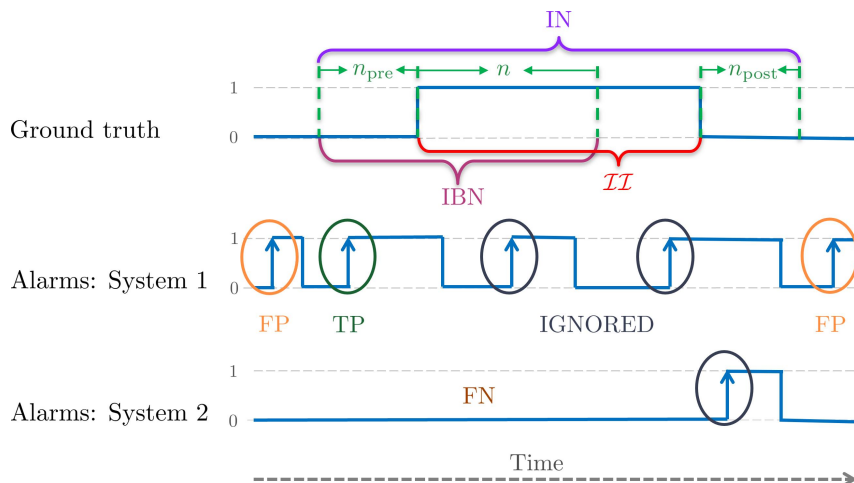 IN
n_pre n n_post
1
Ground truth
0
IBN
ℐℐ
1
Alarms: System 1
0
FP TP IGNORED FP
1
FN
Alarms: System 2
0
Time